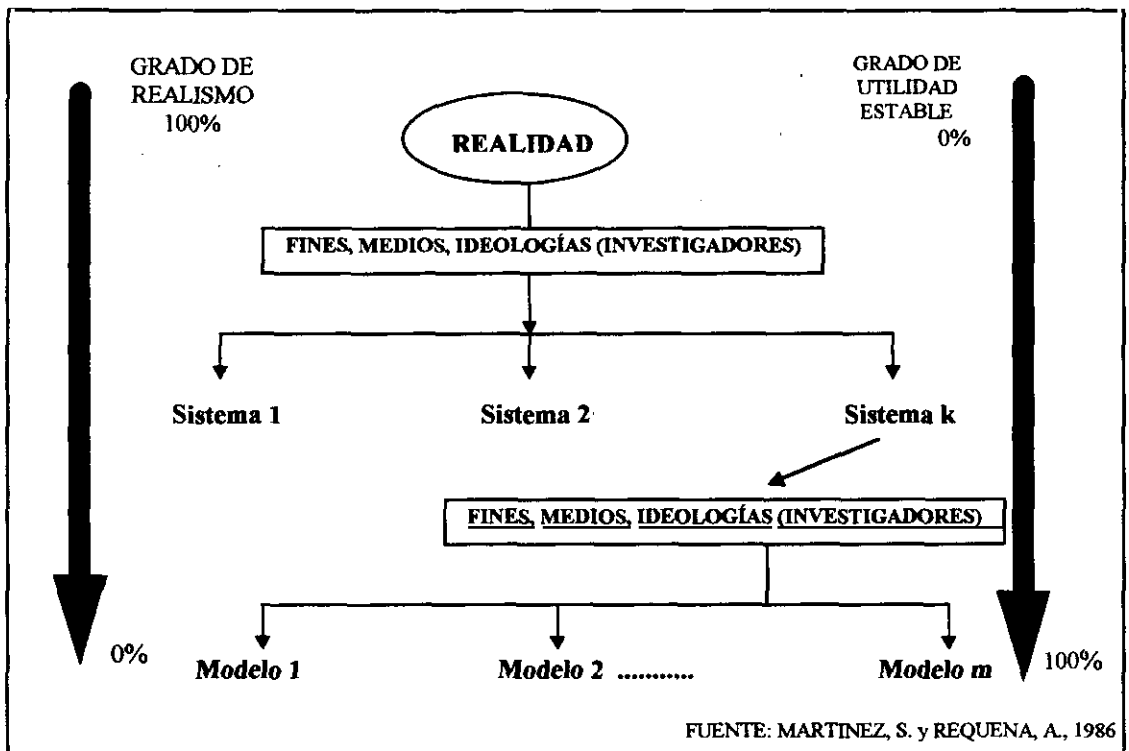 GRADO DE
REALISMO
100%
GRADO DE
UTILIDAD
ESTABLE
0%
REALIDAD
FINES, MEDIOS, IDEOLOGÍAS (INVESTIGADORES)
Sistema 1
Sistema 2
Sistema k
FINES, MEDIOS, IDEOLOGÍAS (INVESTIGADORES)
0%
Modelo 1
Modelo 2 ...........
Modelo m
100%
FUENTE: MARTINEZ, S. y REQUENA, A., 1986